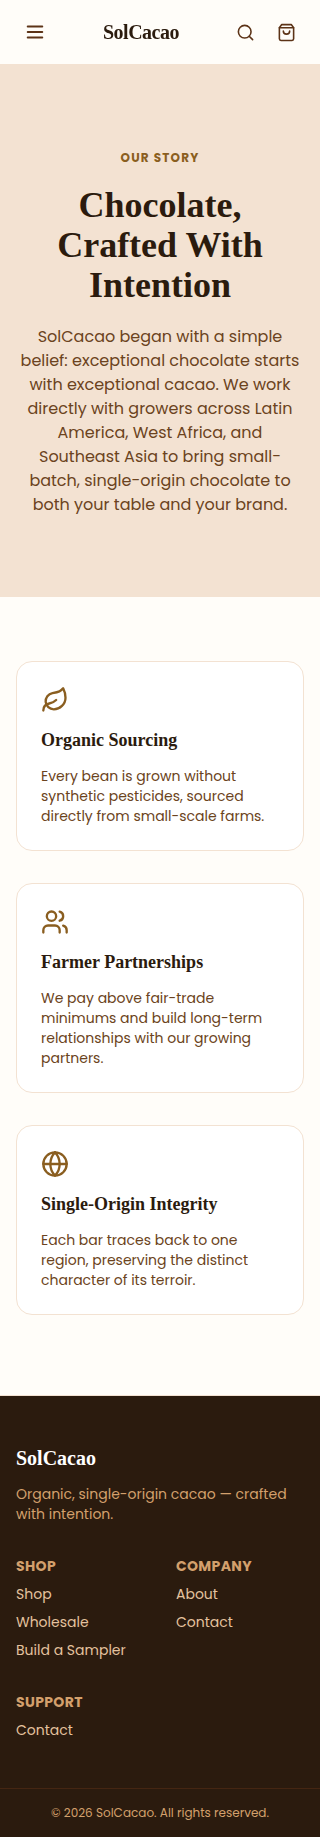 SolCacao
OUR STORY
Chocolate,
Crafted With
Intention
SolCacao began with a simple
belief: exceptional chocolate starts
with exceptional cacao. We work
directly with growers across Latin
America, West Africa, and
Southeast Asia to bring small-
batch, single-origin chocolate to
both your table and your brand.
Organic Sourcing
Every bean is grown without
synthetic pesticides, sourced
directly from small-scale farms.
Farmer Partnerships
We pay above fair-trade
minimums and build long-term
relationships with our growing
partners.
Single-Origin Integrity
Each bar traces back to one
region, preserving the distinct
character of its terroir.
SolCacao
Organic, single-origin cacao — crafted
with intention.
SHOP
Shop
Wholesale
Build a Sampler
COMPANY
About
Contact
SUPPORT
Contact
© 2026 SolCacao. All rights reserved.